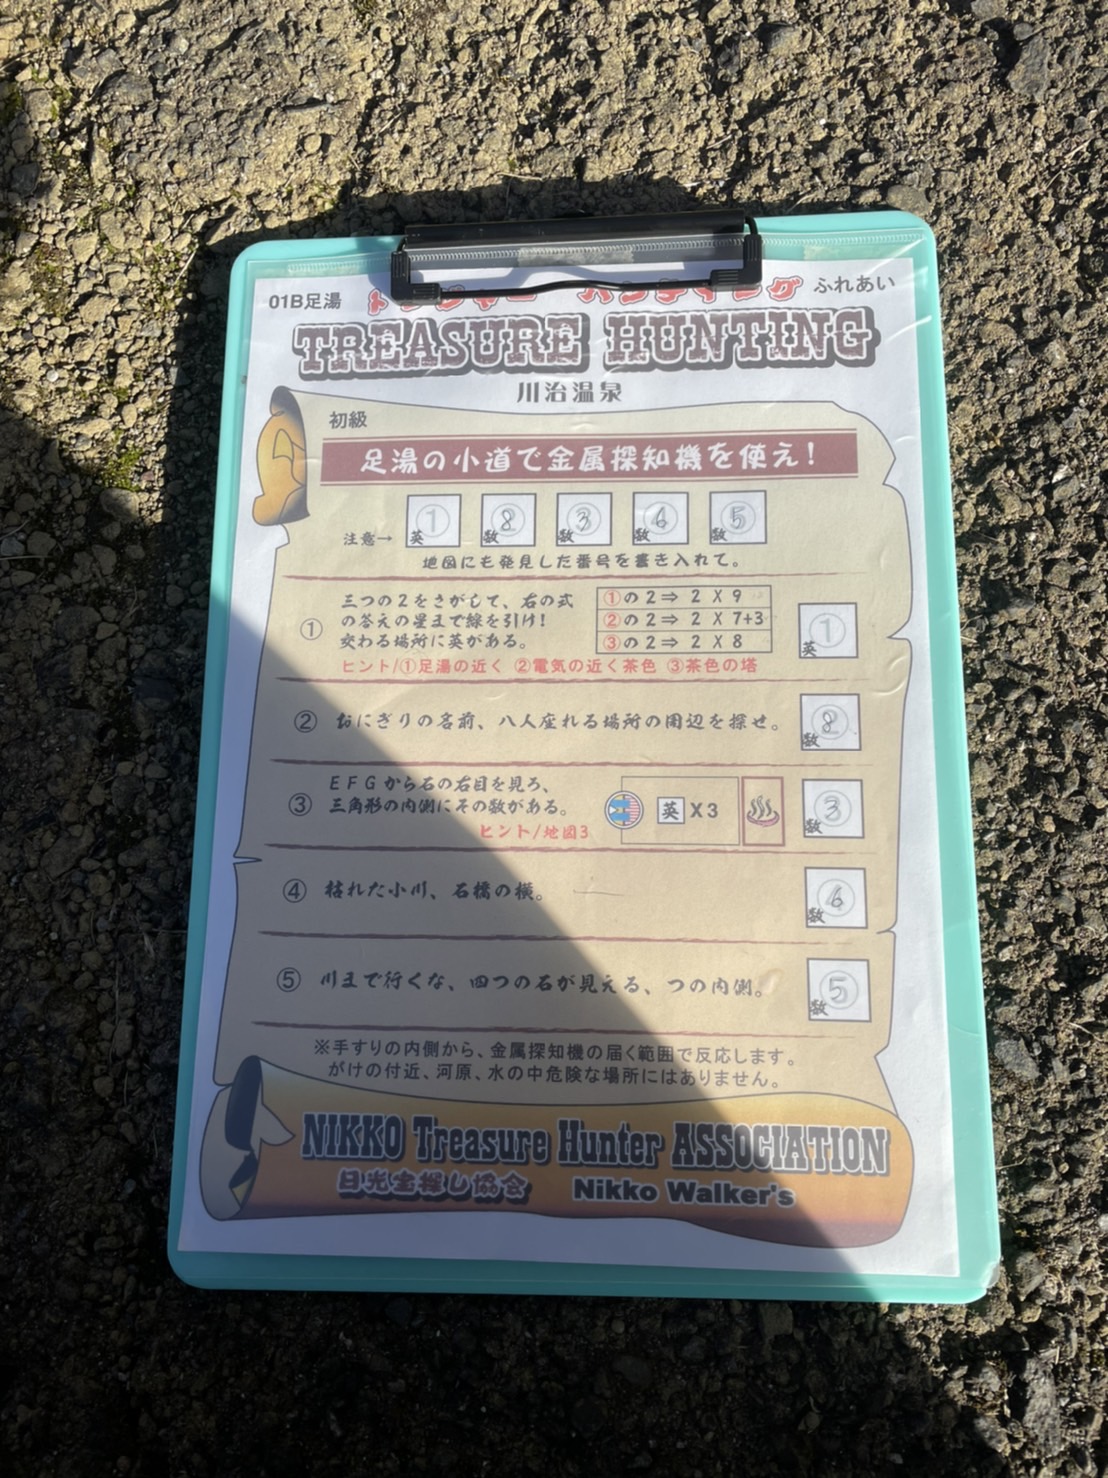 01B足湯 トレジャー ハンティング ふれあい
TREASURE HUNTING
川治温泉
初級
足湯の小道で金属探知機を使え!
注意→ 英 ① 数 ⑧ 数 ③ 数 ⑥ 数 ⑤
地図にも発見した番号を書き入れて。
① 三つの2をさがして、右の式
の答えの星まで線を引け!
交わる場所に英がある。
①の2⇒ 2 X 9
②の2⇒ 2 X 7+3
③の2⇒ 2 X 8
英 ①
ヒント/①足湯の近く ②電気の近く茶色 ③茶色の塔
② おにぎりの名前、八人座れる場所の周辺を探せ。 数 8
③ EFGから石の右目を見ろ、
三角形の内側にその数がある。
英 X3
数 3
ヒント/地図3
④ 枯れた小川、石橋の横。 数 6
⑤ 川まで行くな、四つの石が見える、つの内側。 数 5
※手すりの内側から、金属探知機の届く範囲で反応します。
がけの付近、河原、水の中危険な場所にはありません。
NIKKO Treasure Hunter ASSOCIATION
日光宝探し協会 Nikko Walker's